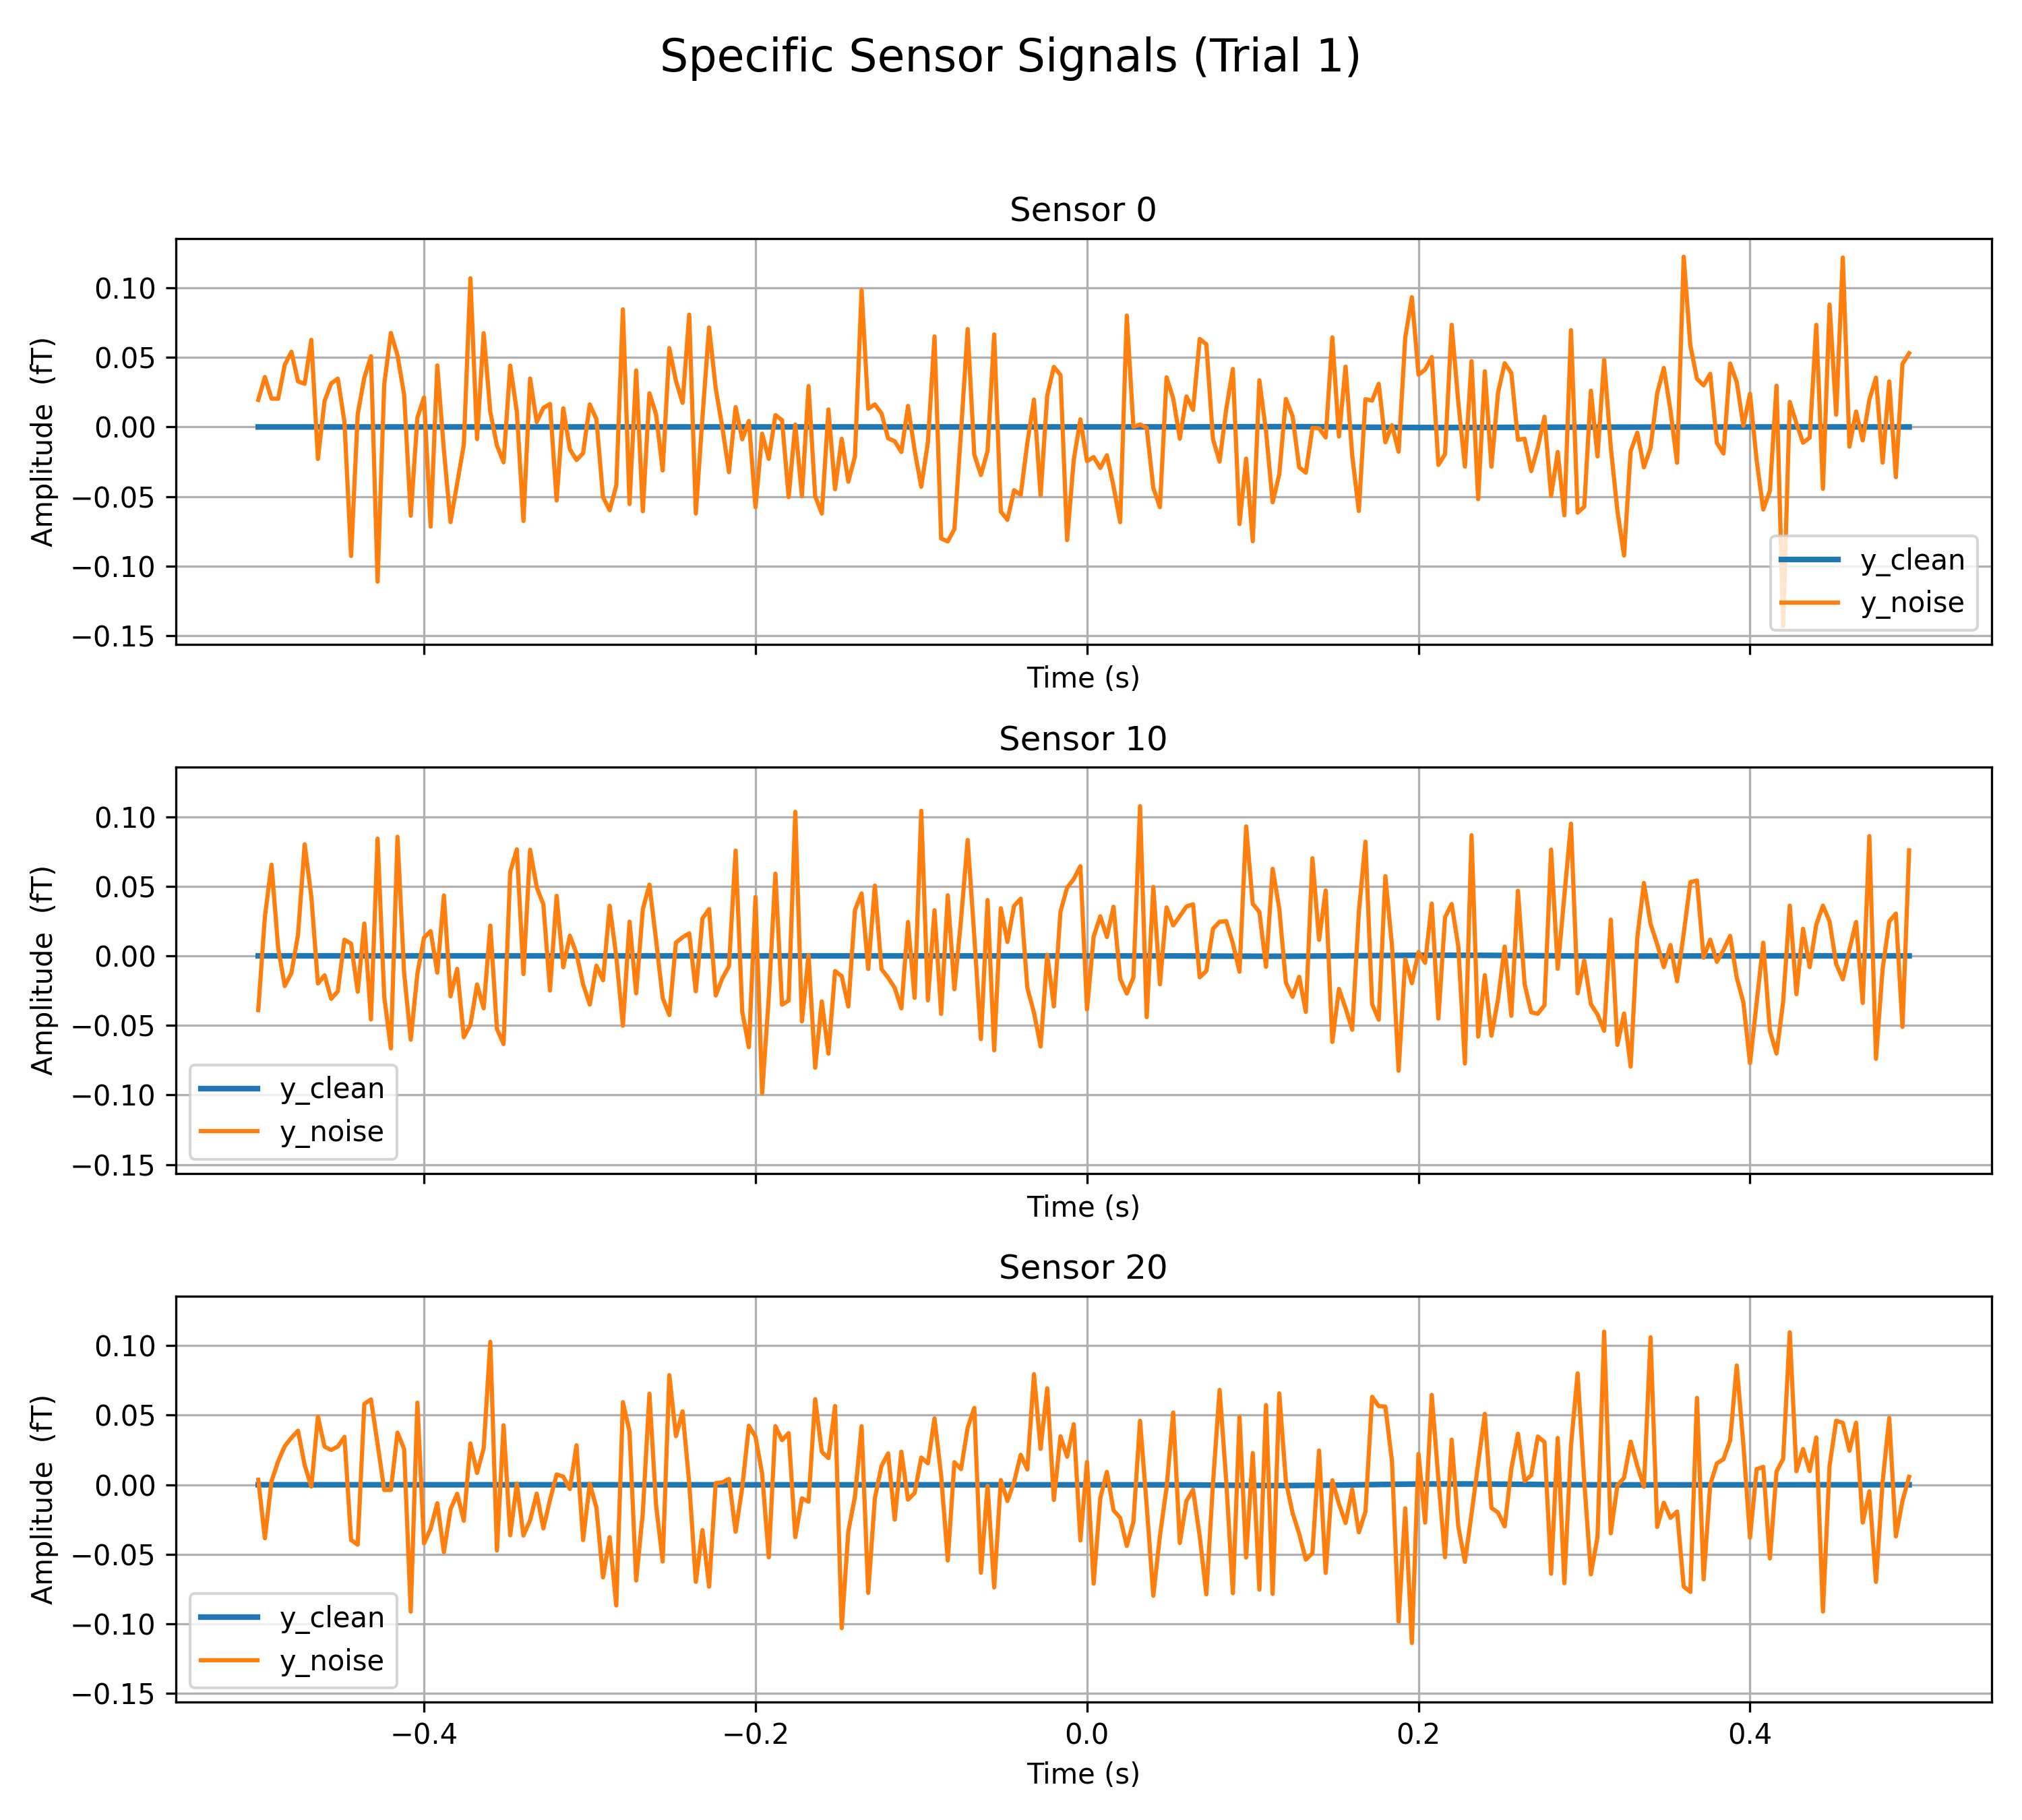 Specific Sensor Signals (Trial 1)
Sensor 0
0.10
0.05
0.00
−0.05
−0.10
−0.15
Amplitude (fT)
y_clean
y_noise
Time (s)
Sensor 10
0.10
0.05
0.00
−0.05
−0.10
−0.15
Amplitude (fT)
y_clean
y_noise
Time (s)
Sensor 20
0.10
0.05
0.00
−0.05
−0.10
−0.15
Amplitude (fT)
y_clean
y_noise
−0.4 −0.2 0.0 0.2 0.4
Time (s)